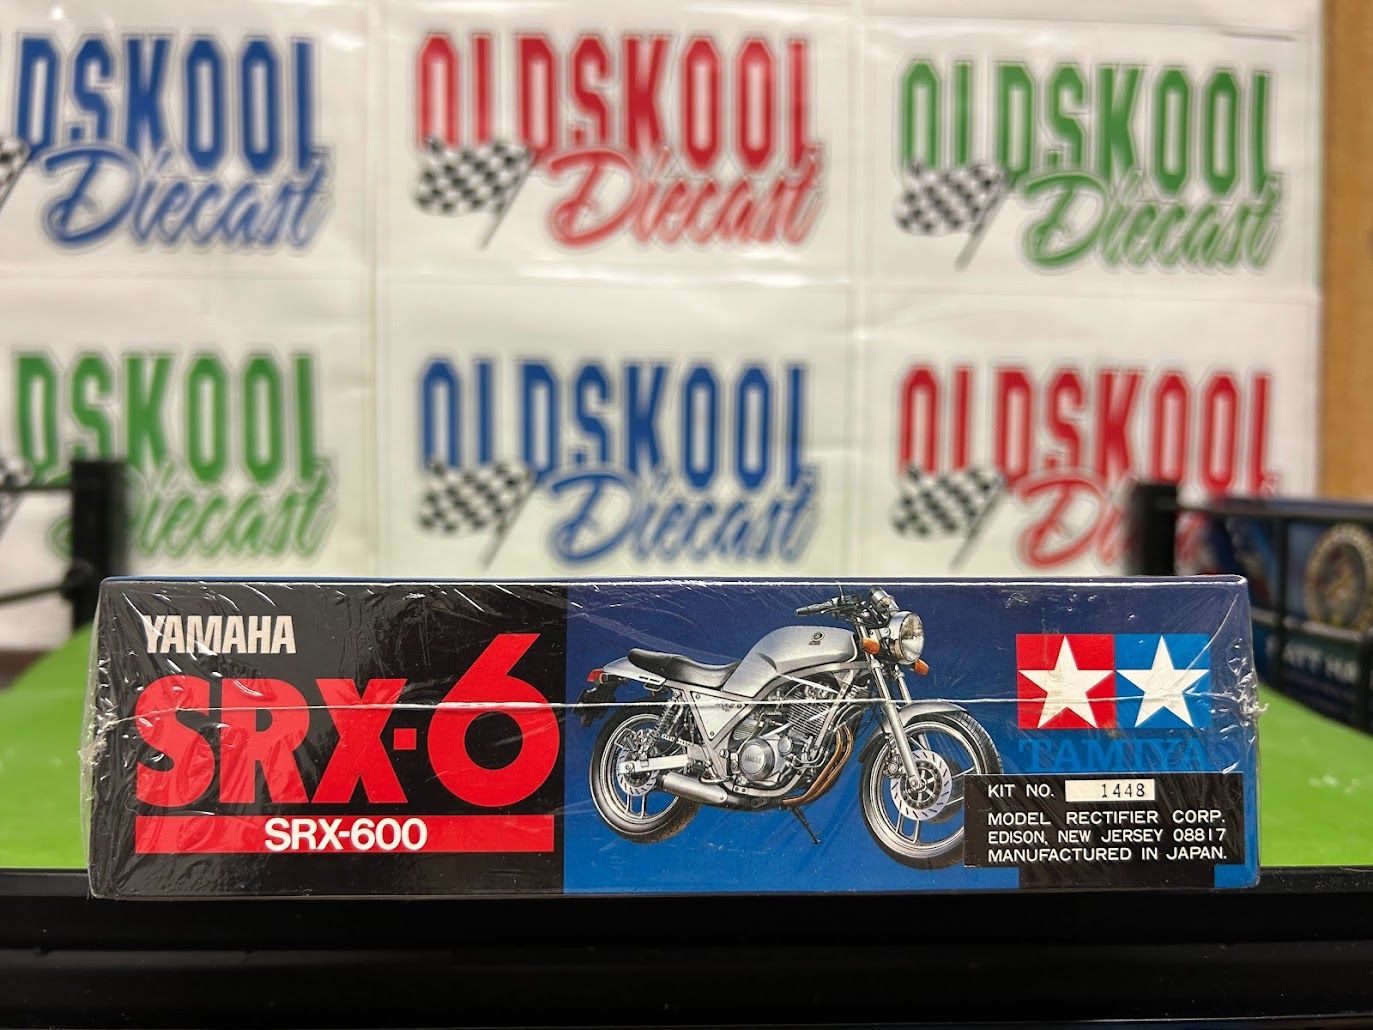 OLDSKOOL
Diecast
OLDSKOOL
Diecast
OLDSKOOL
Diecast
OLDSKOOL
Diecast
OLDSKOOL
Diecast
OLDSKOOL
YAMAHA
SRX-6
SRX-600
TAMIYA
KIT NO. 1448
MODEL RECTIFIER CORP.
EDISON, NEW JERSEY 08817
MANUFACTURED IN JAPAN.